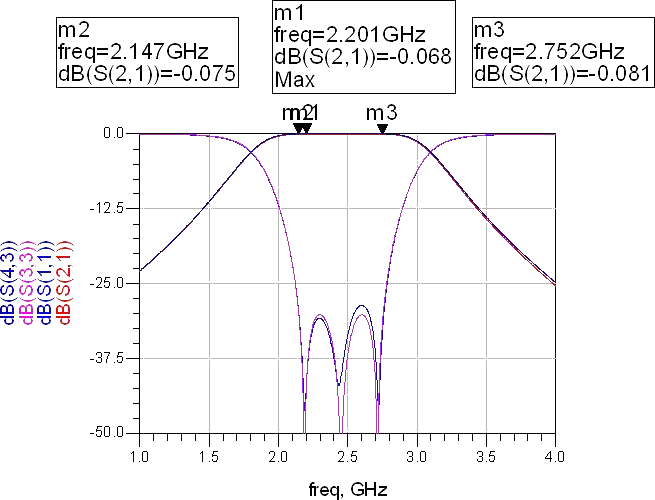 m2
freq=2.147GHz
dB(S(2,1))=-0.075
m1
freq=2.201GHz
dB(S(2,1))=-0.068
Max
m3
freq=2.752GHz
dB(S(2,1))=-0.081
m2
m1
m3
0.0
-12.5
-25.0
-37.5
-50.0
dB(S(4,3))
dB(S(3,3))
dB(S(1,1))
dB(S(2,1))
1.0 1.5 2.0 2.5 3.0 3.5 4.0
freq, GHz